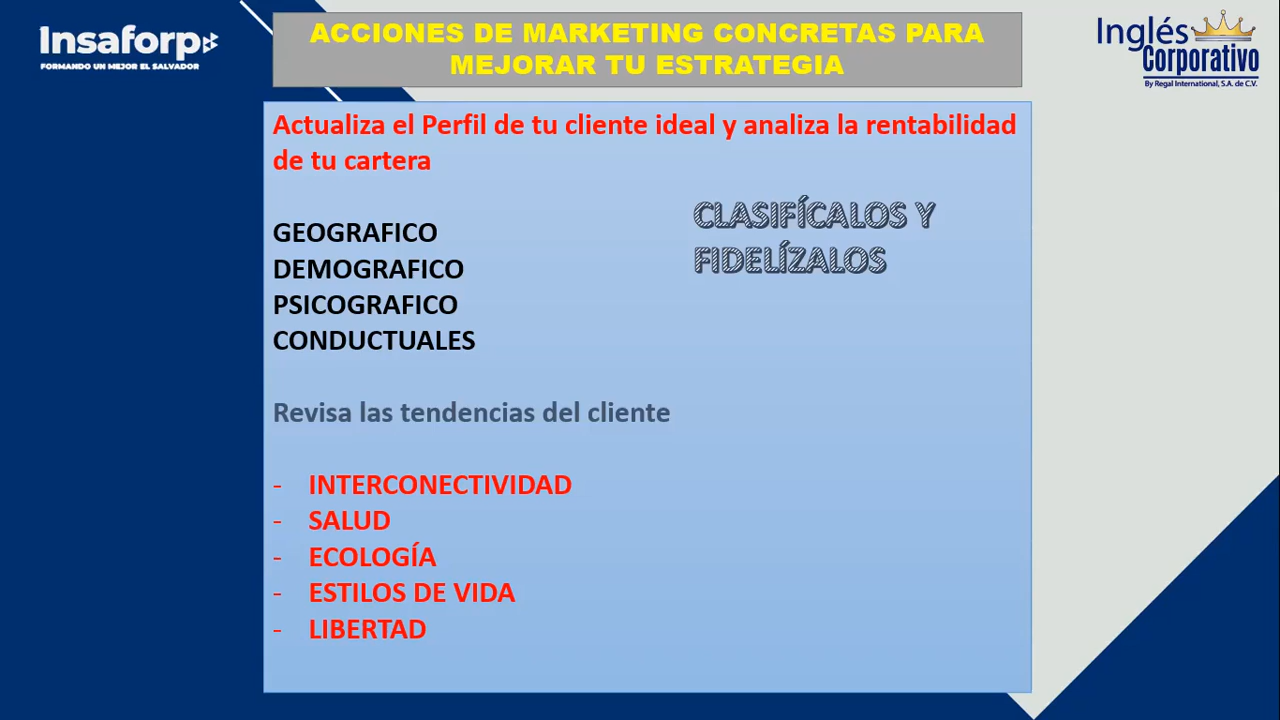 Insaforp
FORMANDO UN MEJOR EL SALVADOR
ACCIONES DE MARKETING CONCRETAS PARA
MEJORAR TU ESTRATEGIA
Inglés
Corporativo
By Regal International, S.A. de C.V.
Actualiza el Perfil de tu cliente ideal y analiza la rentabilidad
de tu cartera
CLASIFÍCALOS Y
FIDELÍZALOS
GEOGRAFICO
DEMOGRAFICO
PSICOGRAFICO
CONDUCTUALES
Revisa las tendencias del cliente
- INTERCONECTIVIDAD
- SALUD
- ECOLOGÍA
- ESTILOS DE VIDA
- LIBERTAD